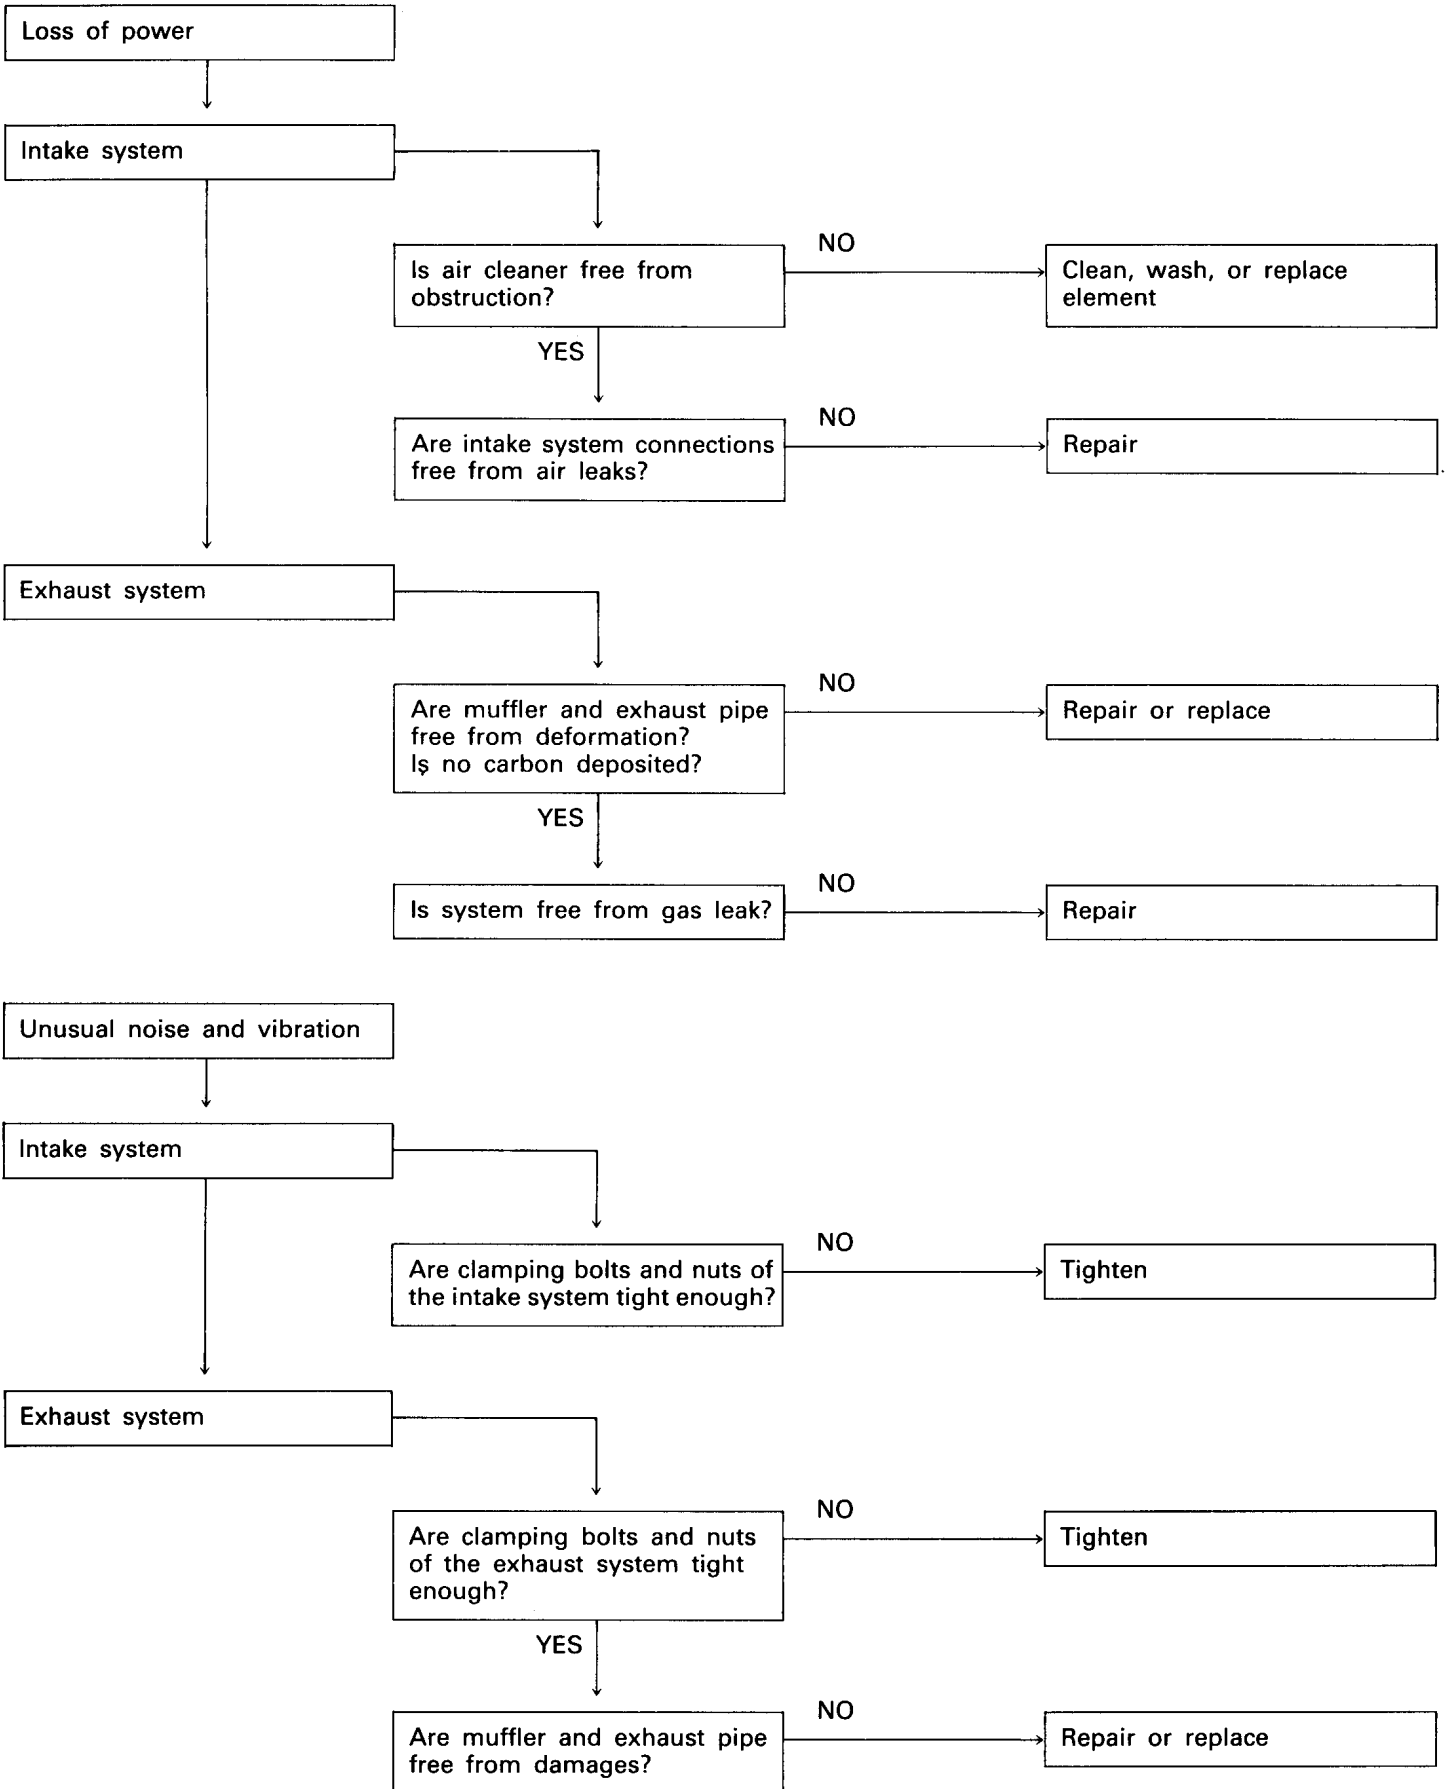 Loss of power
Intake system
NO
Is air cleaner free from
obstruction?
Clean, wash, or replace
element
YES
NO
Are intake system connections
free from air leaks?
Repair
Exhaust system
NO
Are muffler and exhaust pipe
free from deformation?
Is no carbon deposited?
Repair or replace
YES
NO
Is system free from gas leak?
Repair
Unusual noise and vibration
Intake system
NO
Are clamping bolts and nuts of
the intake system tight enough?
Tighten
Exhaust system
NO
Are clamping bolts and nuts
of the exhaust system tight
enough?
Tighten
YES
NO
Are muffler and exhaust pipe
free from damages?
Repair or replace